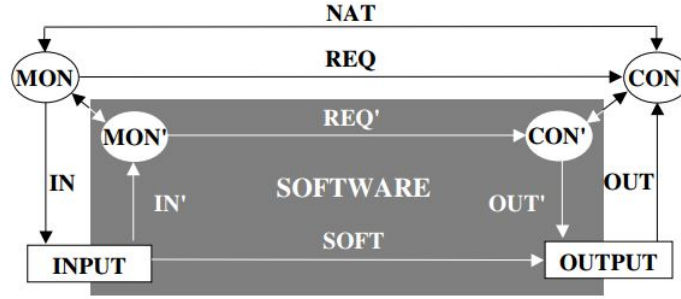 NAT
MON
REQ
CON
MON'
REQ'
CON'
IN
IN'
SOFTWARE
OUT'
OUT
SOFT
INPUT
OUTPUT